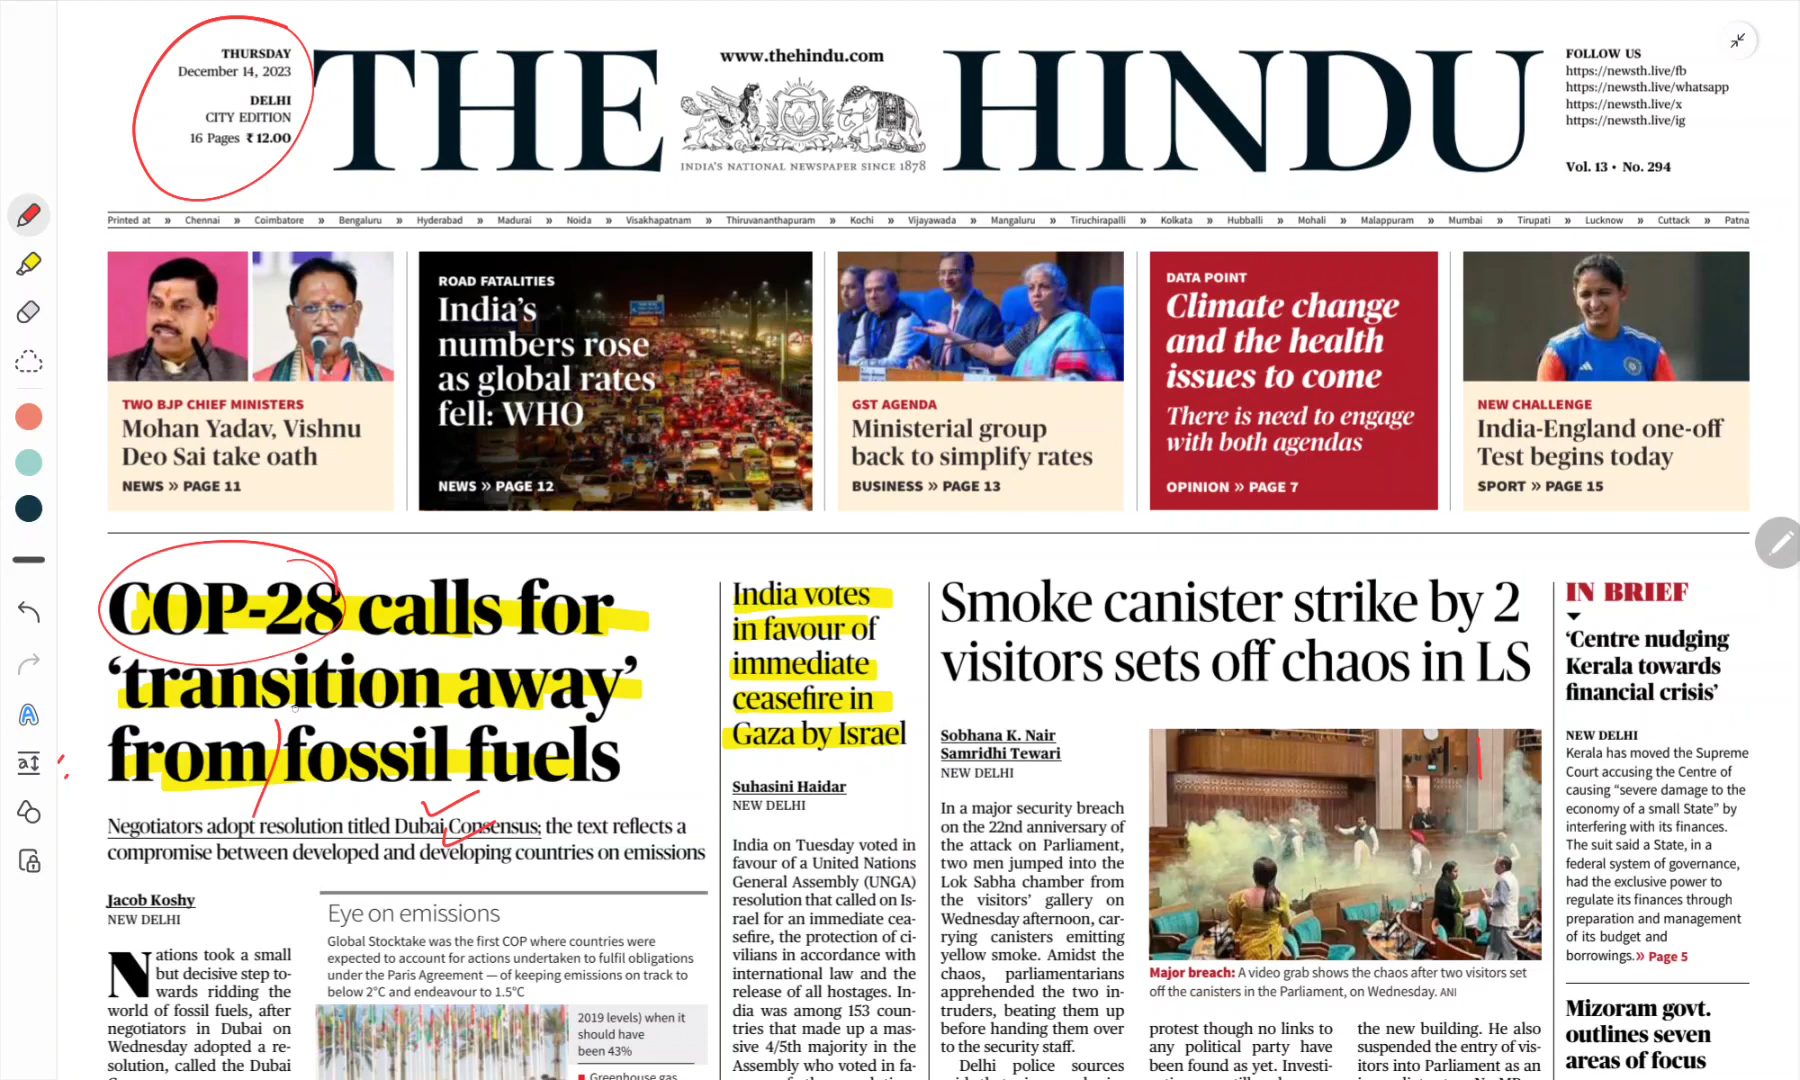 THURSDAY
December 14, 2023
DELHI
CITY EDITION
16 Pages ₹ 12.00
THE HINDU
www.thehindu.com
INDIA'S NATIONAL NEWSPAPER SINCE 1878
FOLLOW US
https://newsth.live/fb
https://newsth.live/whatsapp
https://newsth.live/x
https://newsth.live/ig
Vol. 13 • No. 294
Printed at » Chennai » Coimbatore » Bengaluru » Hyderabad » Madurai » Noida » Visakhapatnam » Thiruvananthapuram » Kochi » Vijayawada » Mangaluru » Tiruchirapalli » Kolkata » Hubballi » Mohali » Malappuram » Mumbai » Tirupati » Lucknow » Cuttack » Patna
TWO BJP CHIEF MINISTERS
Mohan Yadav, Vishnu
Deo Sai take oath
NEWS » PAGE 11
ROAD FATALITIES
India's
numbers rose
as global rates
fell: WHO
NEWS » PAGE 12
GST AGENDA
Ministerial group
back to simplify rates
BUSINESS » PAGE 13
DATA POINT
Climate change
and the health
issues to come
There is need to engage
with both agendas
OPINION » PAGE 7
NEW CHALLENGE
India-England one-off
Test begins today
SPORT » PAGE 15
COP-28 calls for
'transition away'
from fossil fuels
Negotiators adopt resolution titled Dubai Consensus; the text reflects a
compromise between developed and developing countries on emissions
Jacob Koshy
NEW DELHI
Nations took a small
but decisive step to-
wards ridding the
world of fossil fuels, after
negotiators in Dubai on
Wednesday adopted a re-
solution, called the Dubai
Eye on emissions
Global Stocktake was the first COP where countries were
expected to account for actions undertaken to fulfil obligations
under the Paris Agreement — of keeping emissions on track to
below 2°C and endeavour to 1.5°C
2019 levels) when it
should have
been 43%
Greenhouse gas
India votes
in favour of
immediate
ceasefire in
Gaza by Israel
Suhasini Haidar
NEW DELHI
India on Tuesday voted in
favour of a United Nations
General Assembly (UNGA)
resolution that called on Is-
rael for an immediate cea-
sefire, the protection of ci-
vilians in accordance with
international law and the
release of all hostages. In-
dia was among 153 coun-
tries that made up a mas-
sive 4/5th majority in the
Assembly who voted in fa-
Smoke canister strike by 2
visitors sets off chaos in LS
Sobhana K. Nair
Samridhi Tewari
NEW DELHI
In a major security breach
on the 22nd anniversary of
the attack on Parliament,
two men jumped into the
Lok Sabha chamber from
the visitors' gallery on
Wednesday afternoon, car-
rying canisters emitting
yellow smoke. Amidst the
chaos, parliamentarians
apprehended the two in-
truders, beating them up
before handing them over
to the security staff.
Delhi police sources
Major breach: A video grab shows the chaos after two visitors set
off the canisters in the Parliament, on Wednesday. ANI
protest though no links to
any political party have
been found as yet. Investi-
the new building. He also
suspended the entry of vis-
itors into Parliament as an
IN BRIEF
'Centre nudging
Kerala towards
financial crisis'
NEW DELHI
Kerala has moved the Supreme
Court accusing the Centre of
causing "severe damage to the
economy of a small State" by
interfering with its finances.
The suit said a State, in a
federal system of governance,
had the exclusive power to
regulate its finances through
preparation and management
of its budget and
borrowings.» Page 5
Mizoram govt.
outlines seven
areas of focus